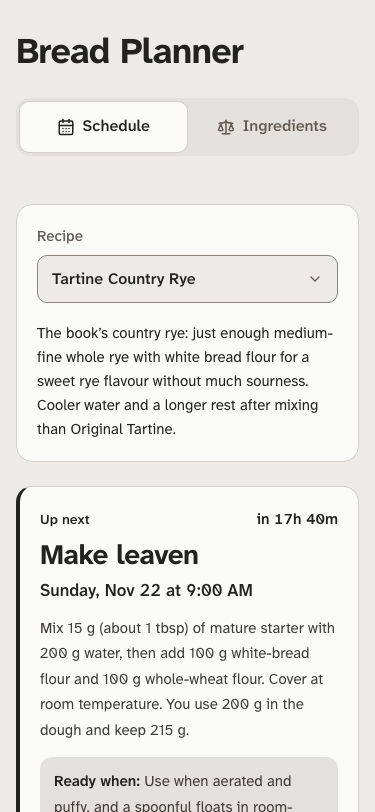 Bread Planner
Schedule
Ingredients
Recipe
Tartine Country Rye
The book’s country rye: just enough medium-
fine whole rye with white bread flour for a
sweet rye flavour without much sourness.
Cooler water and a longer rest after mixing
than Original Tartine.
Up next
in 17h 40m
Make leaven
Sunday, Nov 22 at 9:00 AM
Mix 15 g (about 1 tbsp) of mature starter with
200 g water, then add 100 g white-bread
flour and 100 g whole-wheat flour. Cover at
room temperature. You use 200 g in the
dough and keep 215 g.
Ready when: Use when aerated and
puffy, and a spoonful floats in room-